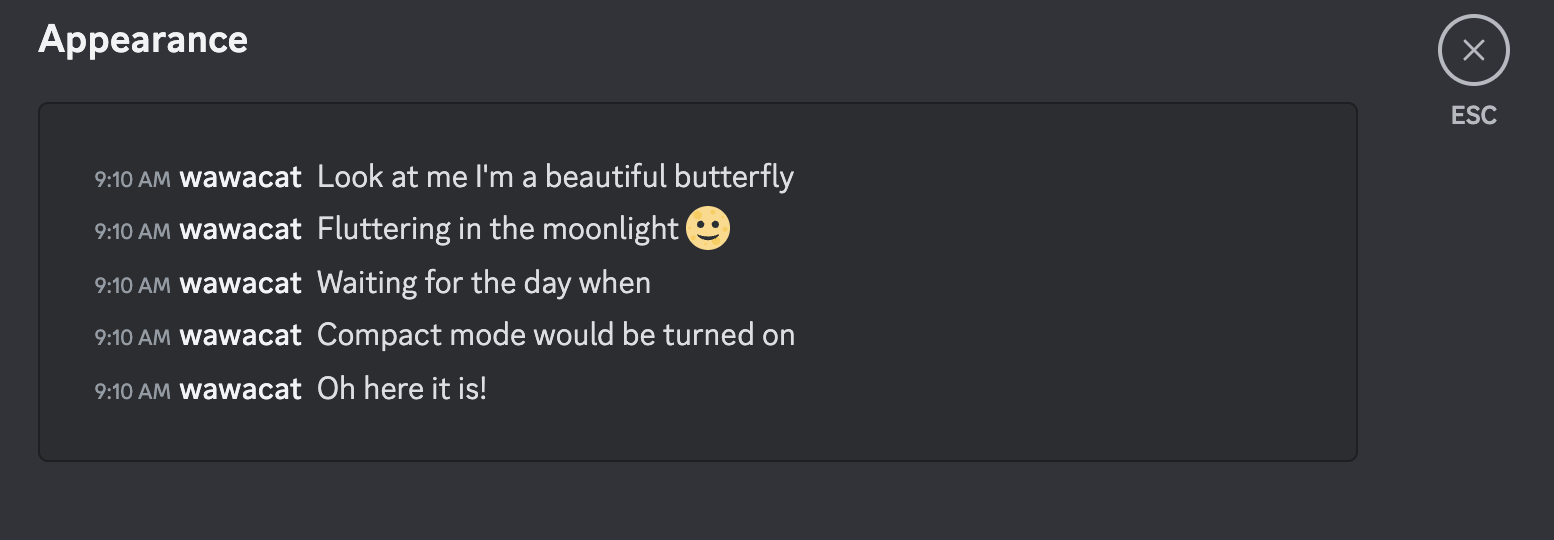 Appearance
ESC
9:10 AM wawacat Look at me I'm a beautiful butterfly
9:10 AM wawacat Fluttering in the moonlight 🌝
9:10 AM wawacat Waiting for the day when
9:10 AM wawacat Compact mode would be turned on
9:10 AM wawacat Oh here it is!